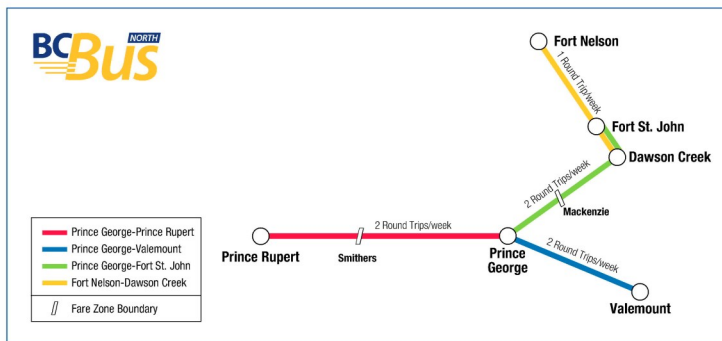 BC NORTH
Bus
Fort Nelson
1 Round Trip/week
Fort St. John
Dawson Creek
2 Round Trips/week
Mackenzie
2 Round Trips/week
Prince Rupert
Smithers
Prince
George
2 Round Trips/week
Valemount
Prince George-Prince Rupert
Prince George-Valemount
Prince George-Fort St. John
Fort Nelson-Dawson Creek
Fare Zone Boundary